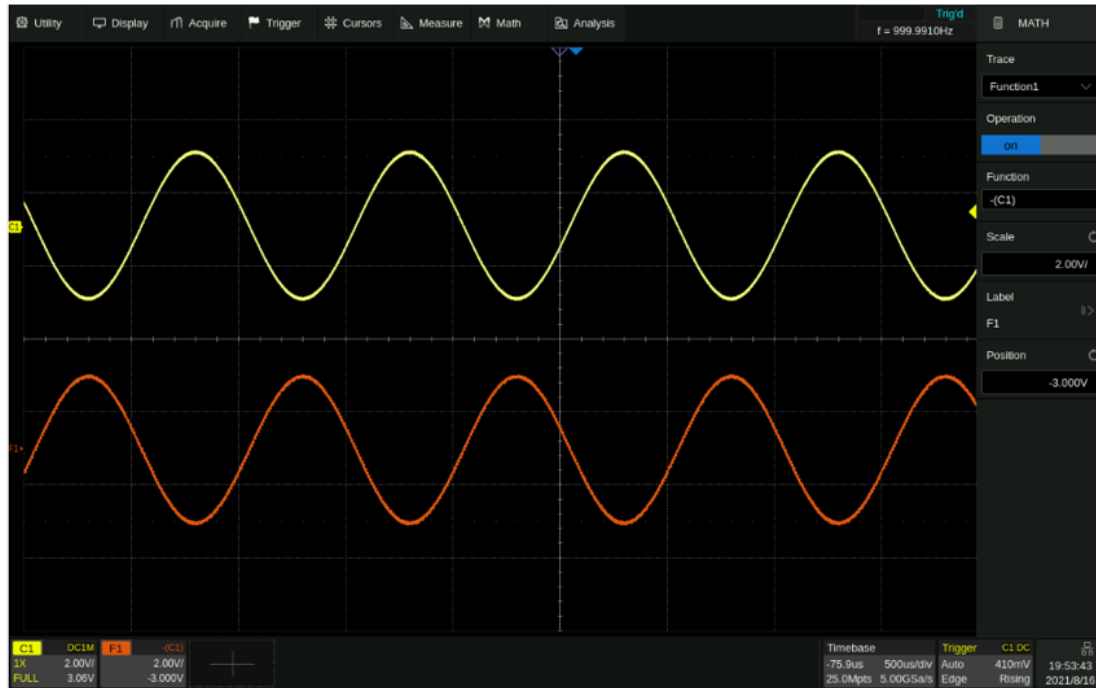 Utility Display Acquire Trigger Cursors Measure Math Analysis
Trig'd
f = 999.9910Hz
MATH
Trace
Function1
Operation
on
Function
-(C1)
Scale
2.00V/
Label
F1
Position
-3.000V
C1
F1
C1 DC1M
1X 2.00V/
FULL 3.06V
F1 -(C1)
2.00V/
-3.000V
Timebase
-75.9us 500us/div
25.0Mpts 5.00GSa/s
Trigger C1 DC
Auto 410mV
Edge Rising
19:53:43
2021/8/16